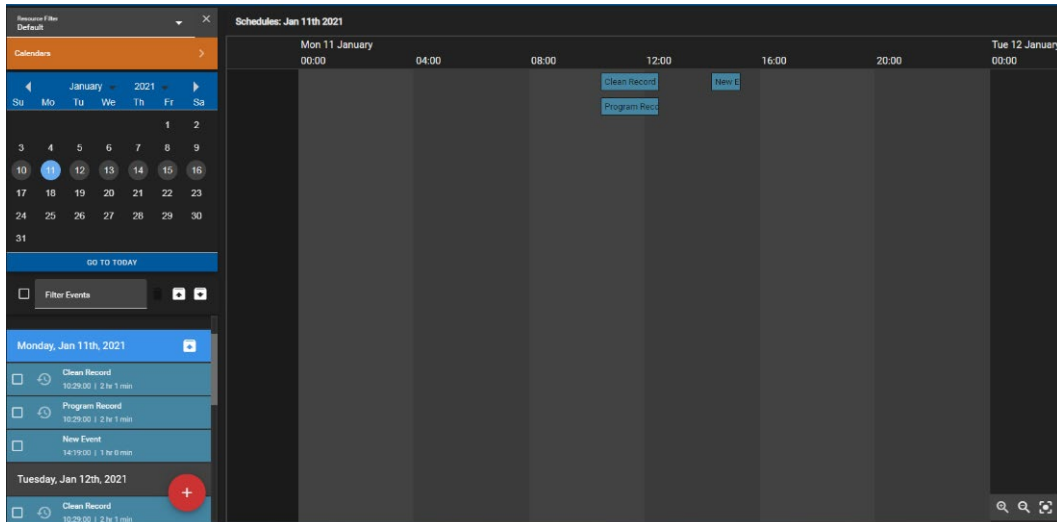 Resource Filter
Default
Calendars
January 2021
Su Mo Tu We Th Fr Sa
1 2
3 4 5 6 7 8 9
10 11 12 13 14 15 16
17 18 19 20 21 22 23
24 25 26 27 28 29 30
31
GO TO TODAY
Filter Events
Monday, Jan 11th, 2021
Clean Record
10:29:00 | 2 hr 1 min
Program Record
10:29:00 | 2 hr 1 min
New Event
14:19:00 | 1 hr 0 min
Tuesday, Jan 12th, 2021
Clean Record
10:29:00 | 2 hr 1 min
Schedules: Jan 11th 2021
Mon 11 January Tue 12 January
00:00 04:00 08:00 12:00 16:00 20:00 00:00
Clean Record New E
Program Reco